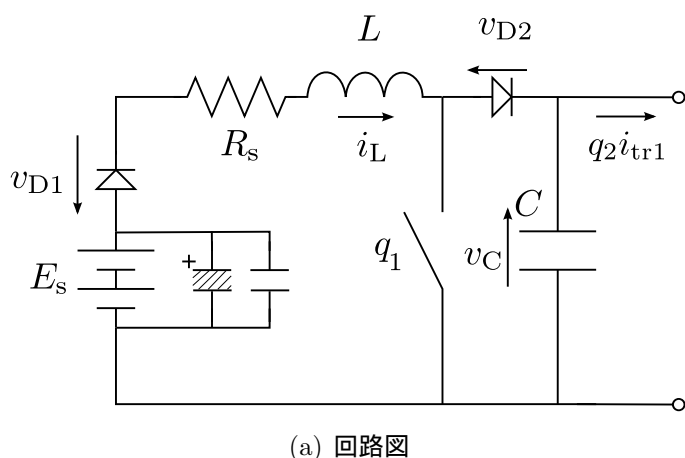 L
v_D2
R_s
i_L
q_2 i_tr1
v_D1
C
+
q_1
v_C
E_s
(a) 回路図